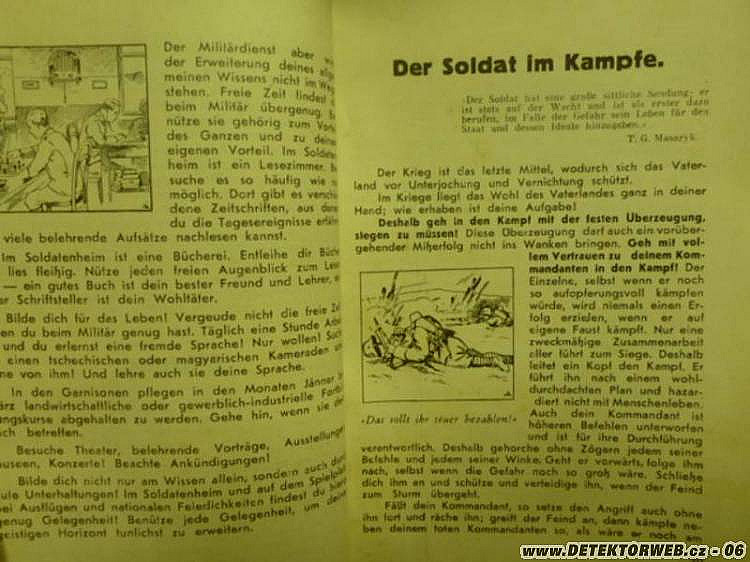 Der Militärdienst aber
der Erweiterung deines
meinen Wissens nicht im
stehen. Freie Zeit findest
beim Militär übergenug.
nütze sie gehörig zum
des Ganzen und zu
eigenen Vorteil. Im
heim ist ein Lesezimmer.
suche es so häufig wie
möglich. Dort gibt es
dene Zeitschriften, aus
du die Tagesereignisse
viele belehrende Aufsätze nachlesen kannst.
Im Soldatenheim ist eine Bücherei. Entleihe dir
lies fleißig. Nütze jeden freien Augenblick zum
— ein gutes Buch ist dein bester Freund und Lehrer,
Schriftsteller ist dein Wohltäter.
Bilde dich für das Leben! Vergeude nicht die freie
du beim Militär genug hast. Täglich eine Stunde
und du erlernst eine fremde Sprache! Nur wollen!
einen tschechischen oder magyarischen Kameraden
von ihm! Und lehre auch sie deine Sprache.
In den Garnisonen pflegen in den Monaten Jänner
landwirtschaftliche oder gewerblich-industrielle
abgehalten zu werden. Gehe hin, wenn sie
betreffen.
Besuche Theater, belehrende Vorträge,
Konzerte! Beachte Ankündigungen!
Bilde dich nicht nur am Wissen allein, sondern auch
Unterhaltungen! Im Soldatenheim und auf dem
bei Ausflügen und nationalen Feierlichkeiten findest du
genug Gelegenheit! Benütze jede Gelegenheit, um
geistigen Horizont tunlichst zu erweitern.
Der Soldat im Kampfe.
»Der Soldat hat eine große sittliche Sendung: er
ist stets auf der Wacht und ist als erster dazu
berufen, im Falle der Gefahr sein Leben für den
Staat und dessen Ideale hinzugeben.«
T. G. Masaryk.
Der Krieg ist das letzte Mittel, wodurch sich das Vater-
land vor Unterjochung und Vernichtung schützt.
Im Kriege liegt das Wohl des Vaterlandes ganz in deiner
Hand; wie erhaben ist deine Aufgabe!
Deshalb geh in den Kampf mit der festen Überzeugung,
siegen zu müssen! Diese Überzeugung darf auch ein vorüber-
gehender Mißerfolg nicht ins Wanken bringen. Geh mit vol-
lem Vertrauen zu deinem Kom-
mandanten in den Kampf! Der
Einzelne, selbst wenn er noch
so aufopferungsvoll kämpfen
würde, wird niemals einen Er-
folg erzielen, wenn er auf
eigene Faust kämpft. Nur eine
zweckmäßige Zusammenarbeit
aller führt zum Siege. Deshalb
leitet ein Kopf den Kampf. Er
führt ihn nach einem wohl-
durchdachten Plan und hazar-
diert nicht mit Menschenleben.
Auch dein Kommandant ist
höheren Befehlen unterworfen
und ist für ihre Durchführung
»Das sollt ihr teuer bezahlen!«
verantwortlich. Deshalb gehorche ohne Zögern jedem seiner
Befehle und jedem seiner Winke. Geht er vorwärts, folge ihm
nach, selbst wenn die Gefahr noch so groß wäre. Schließe
dich ihm an und schütze und verteidige ihn, wenn der Feind
zum Sturm übergeht.
Fällt dein Kommandant, so setze den Angriff auch ohne
ihn fort und räche ihn; greift der Feind an, dann kämpfe ne-
ben deinem toten Kommandanten so, als wäre er noch am
www.DETEKTORWEB.cz - 06